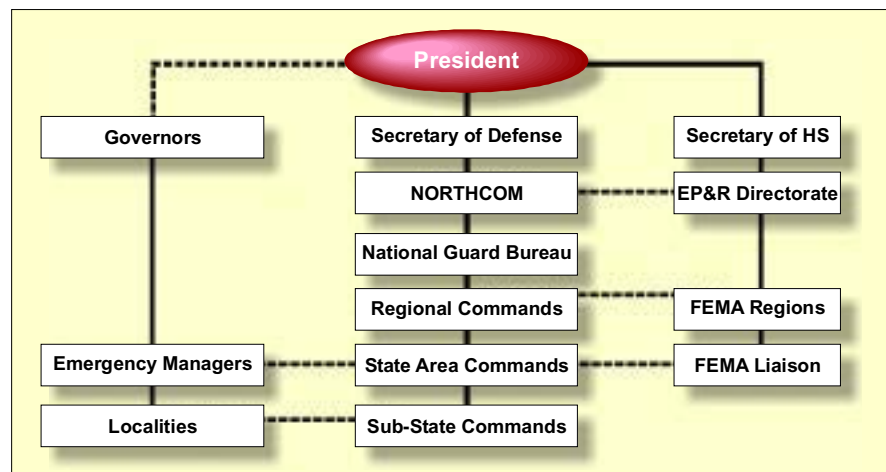 President
Governors
Secretary of Defense
Secretary of HS
NORTHCOM
EP&R Directorate
National Guard Bureau
Regional Commands
FEMA Regions
Emergency Managers
State Area Commands
FEMA Liaison
Localities
Sub-State Commands